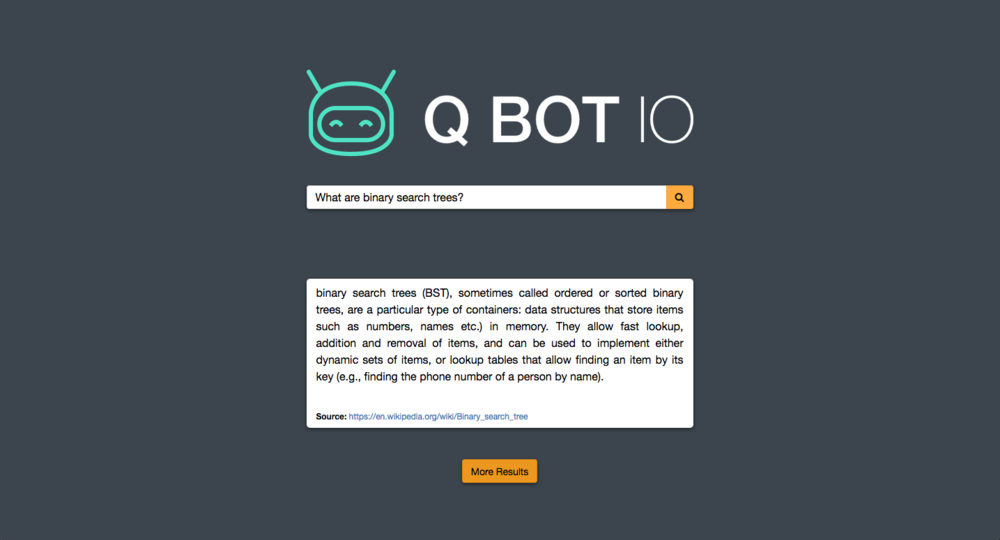 Q BOT IO
What are binary search trees?
binary search trees (BST), sometimes called ordered or sorted binary
trees, are a particular type of containers: data structures that store items
such as numbers, names etc.) in memory. They allow fast lookup,
addition and removal of items, and can be used to implement either
dynamic sets of items, or lookup tables that allow finding an item by its
key (e.g., finding the phone number of a person by name).
Source: https://en.wikipedia.org/wiki/Binary_search_tree
More Results